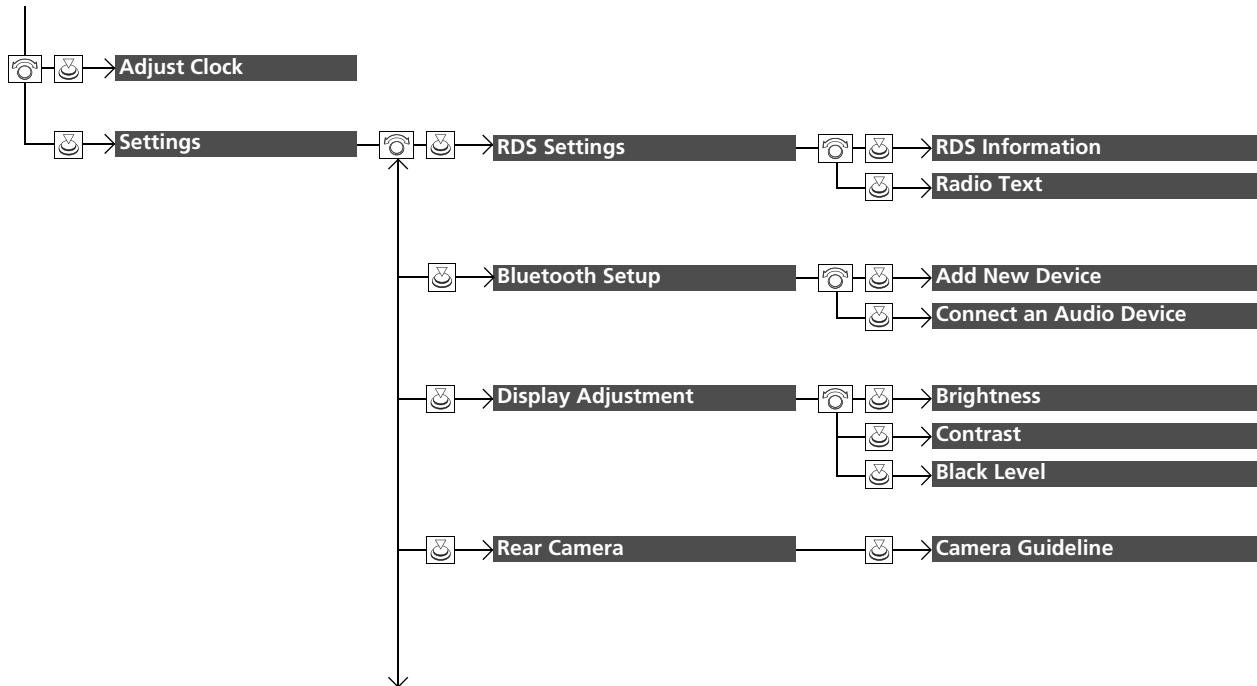 Adjust Clock
Settings
RDS Settings
RDS Information
Radio Text
Bluetooth Setup
Add New Device
Connect an Audio Device
Display Adjustment
Brightness
Contrast
Black Level
Rear Camera
Camera Guideline